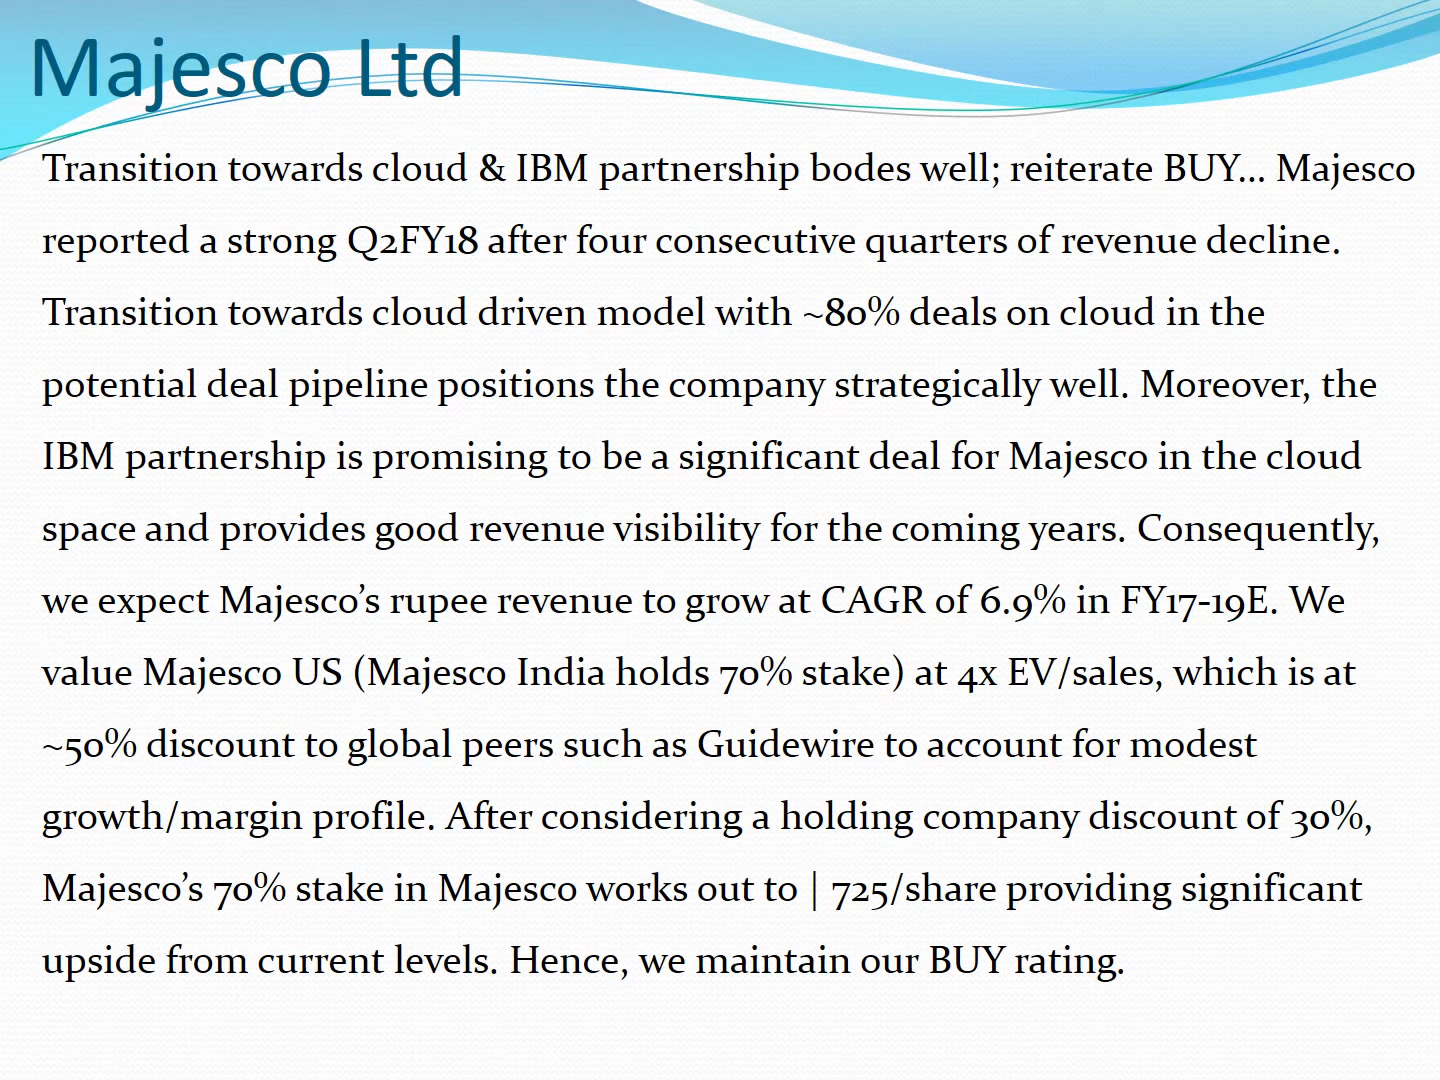 Majesco Ltd
Transition towards cloud & IBM partnership bodes well; reiterate BUY... Majesco
reported a strong Q2FY18 after four consecutive quarters of revenue decline.
Transition towards cloud driven model with ~80% deals on cloud in the
potential deal pipeline positions the company strategically well. Moreover, the
IBM partnership is promising to be a significant deal for Majesco in the cloud
space and provides good revenue visibility for the coming years. Consequently,
we expect Majesco’s rupee revenue to grow at CAGR of 6.9% in FY17-19E. We
value Majesco US (Majesco India holds 70% stake) at 4x EV/sales, which is at
~50% discount to global peers such as Guidewire to account for modest
growth/margin profile. After considering a holding company discount of 30%,
Majesco’s 70% stake in Majesco works out to | 725/share providing significant
upside from current levels. Hence, we maintain our BUY rating.